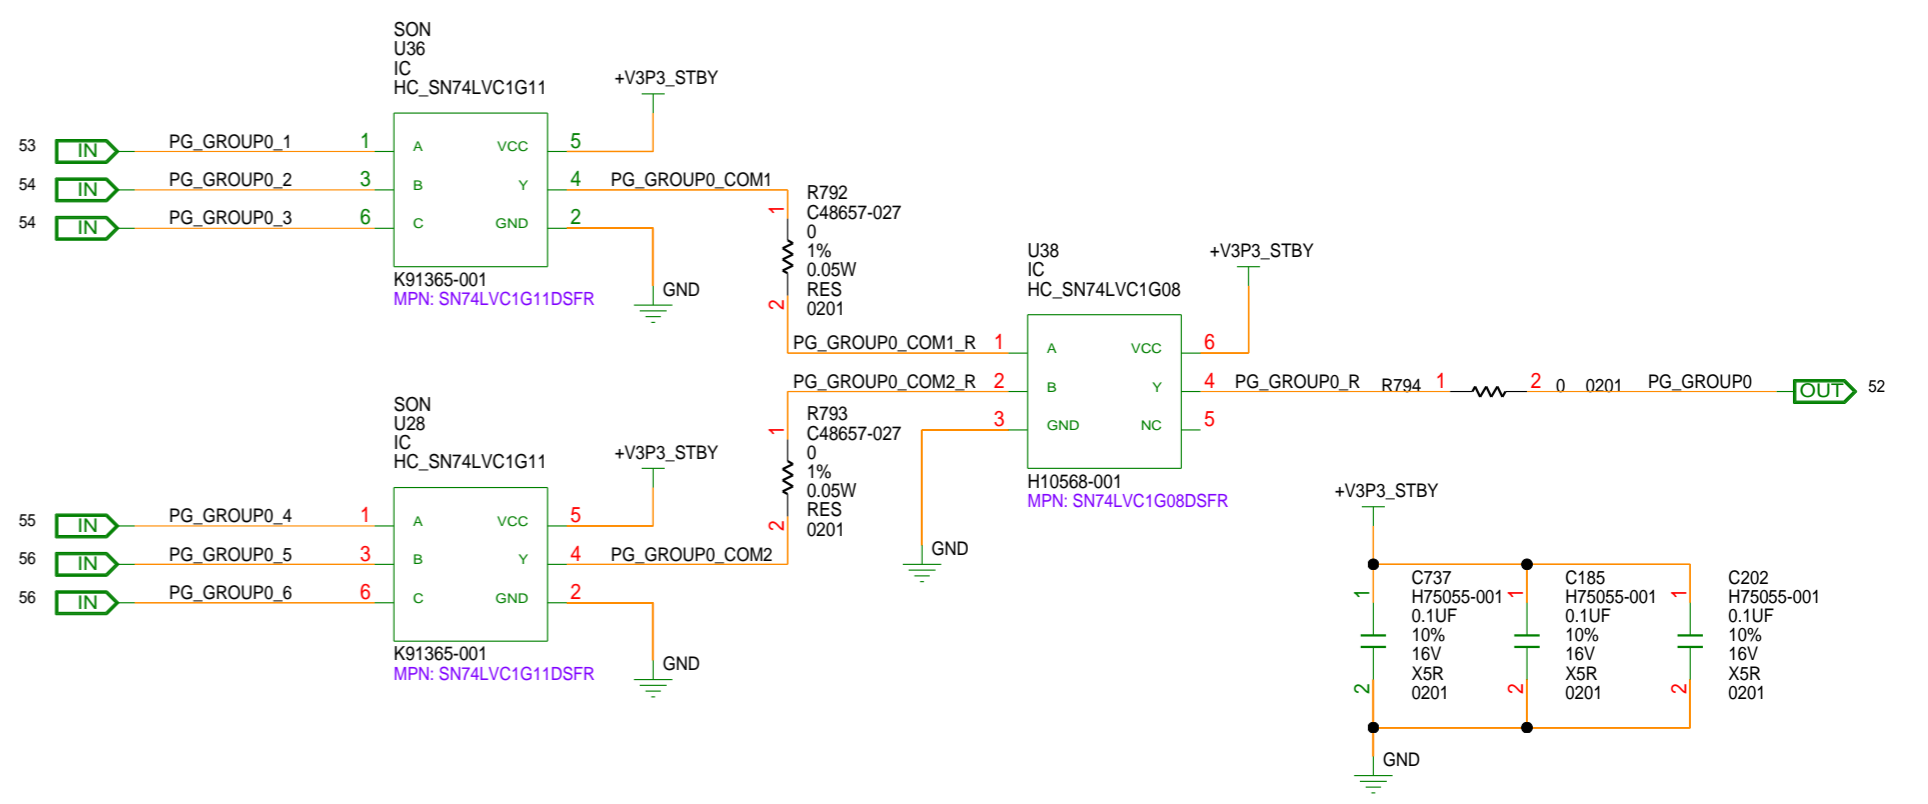 SON
U36
IC
HC_SN74LVC1G11
+V3P3_STBY
53 IN PG_GROUP0_1 1 A VCC 5
54 IN PG_GROUP0_2 3 B Y 4 PG_GROUP0_COM1
54 IN PG_GROUP0_3 6 C GND 2
K91365-001
MPN: SN74LVC1G11DSFR
GND
1
R792
C48657-027
0
1%
0.05W
RES
0201
2
U38
IC
HC_SN74LVC1G08
+V3P3_STBY
PG_GROUP0_COM1_R 1 A VCC 6
PG_GROUP0_COM2_R 2 B Y 4 PG_GROUP0_R R794 1 2 0 0201 PG_GROUP0 OUT 52
3 GND NC 5
H10568-001
MPN: SN74LVC1G08DSFR
GND
SON
U28
IC
HC_SN74LVC1G11
+V3P3_STBY
55 IN PG_GROUP0_4 1 A VCC 5
56 IN PG_GROUP0_5 3 B Y 4 PG_GROUP0_COM2
56 IN PG_GROUP0_6 6 C GND 2
K91365-001
MPN: SN74LVC1G11DSFR
GND
1
R793
C48657-027
0
1%
0.05W
RES
0201
2
+V3P3_STBY
1
C737
H75055-001
0.1UF
10%
16V
X5R
0201
2
1
C185
H75055-001
0.1UF
10%
16V
X5R
0201
2
1
C202
H75055-001
0.1UF
10%
16V
X5R
0201
2
GND